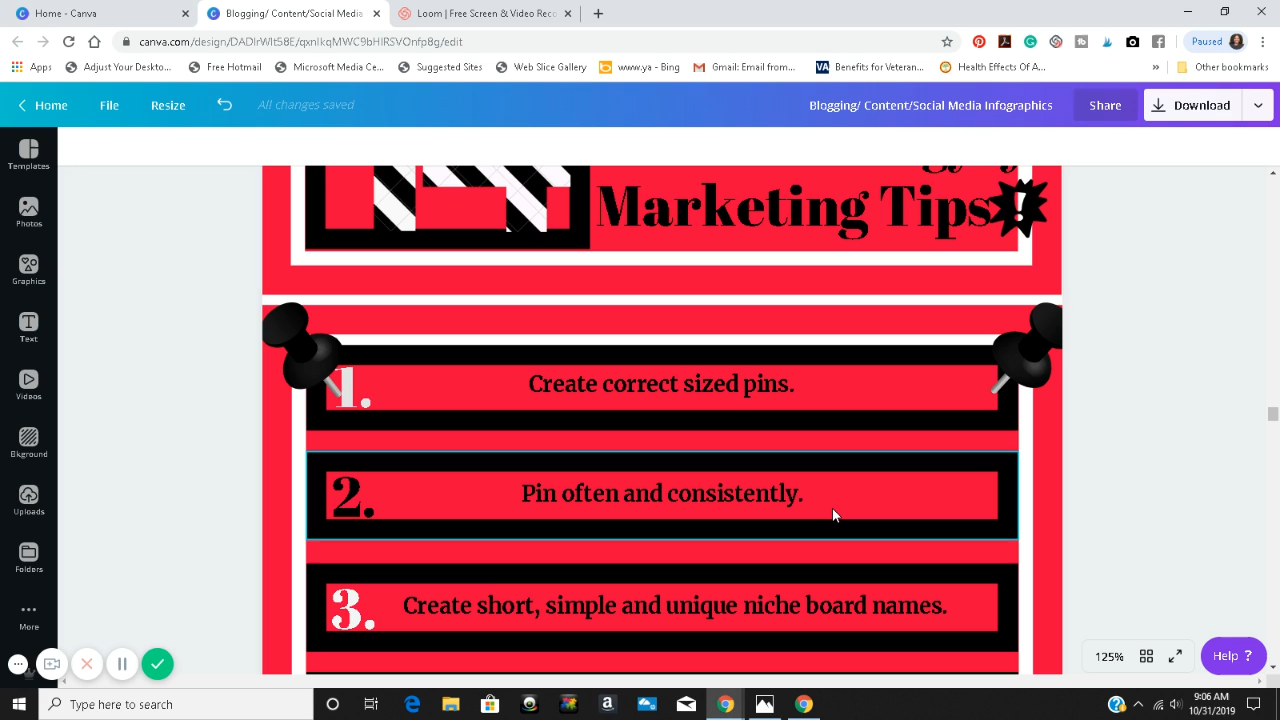 Home - Canva
Blogging/ Content/Social Media
Loom | Free Screen & Video Reco
canva.com/design/DADlrWIt58E/qxnlkqMWC9bHlRSVOnfp8g/edit
Paused
Apps
Adjust Your Deskto...
Free Hotmail
Microsoft Media Ce...
Suggested Sites
Web Slice Gallery
www.ya - Bing
Gmail: Email from...
Benefits for Veteran...
Health Effects Of A...
»
Other bookmarks
Home
File
Resize
All changes saved
Blogging/ Content/Social Media Infographics
Share
Download
Templates
Photos
Graphics
Text
Videos
Bkground
Uploads
Folders
More
Marketing Tips!
1.
Create correct sized pins.
2.
Pin often and consistently.
3.
Create short, simple and unique niche board names.
125%
Help ?
Type here to search
9:06 AM
10/31/2019